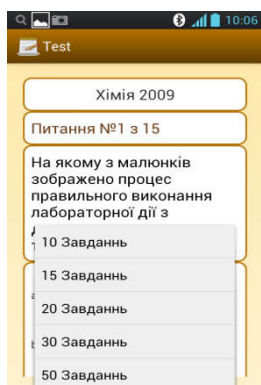 10:06
Test
Хімія 2009
Питання №1 з 15
На якому з малюнків
зображено процес
правильного виконання
лабораторної дії з
10 Завданнь
15 Завданнь
20 Завданнь
30 Завданнь
50 Завданнь